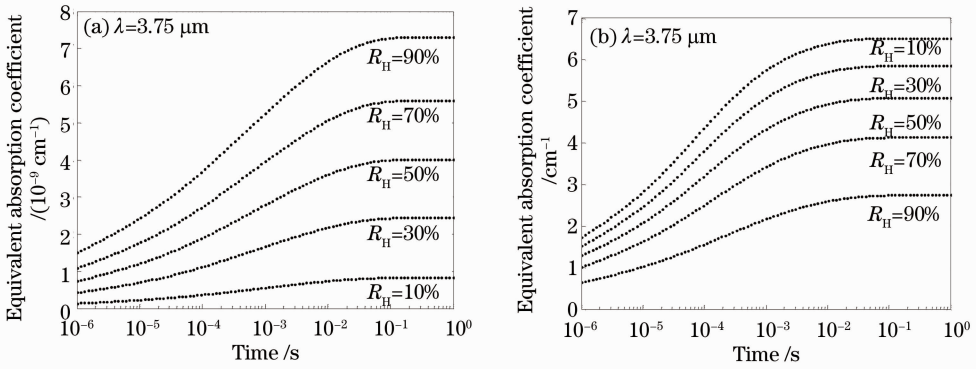 (a) λ=3.75 μm
Equivalent absorption coefficient
/(10⁻⁹ cm⁻¹)
8
7
6
5
4
3
2
1
0
R_H=90%
R_H=70%
R_H=50%
R_H=30%
R_H=10%
10⁻⁶ 10⁻⁵ 10⁻⁴ 10⁻³ 10⁻² 10⁻¹ 10⁰
Time /s
(b) λ=3.75 μm
Equivalent absorption coefficient
/cm⁻¹
7
6
5
4
3
2
1
0
R_H=10%
R_H=30%
R_H=50%
R_H=70%
R_H=90%
10⁻⁶ 10⁻⁵ 10⁻⁴ 10⁻³ 10⁻² 10⁻¹ 10⁰
Time /s